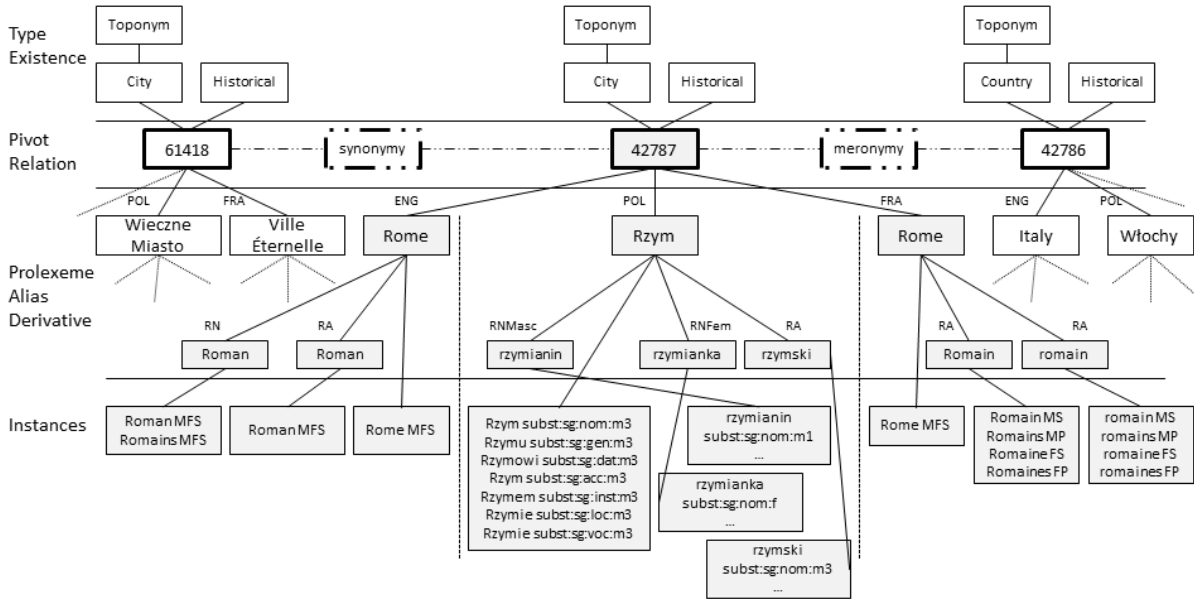 Type
Existence
Toponym
Toponym
Toponym
City
Historical
City
Historical
Country
Historical
Pivot
Relation
61418
synonymy
42787
meronymy
42786
POL
FRA
ENG
POL
FRA
ENG
POL
Wieczne
Miasto
Ville
Éternelle
Rome
Rzym
Rome
Italy
Włochy
Prolexeme
Alias
Derivative
RN
RA
RNMasc
RNFem
RA
RA
RA
Roman
Roman
rzymianin
rzymianka
rzymski
Romain
romain
Instances
Roman MFS
Romains MFS
Roman MFS
Rome MFS
Rzym subst:sg:nom:m3
Rzymu subst:sg:gen:m3
Rzymowi subst:sg:dat:m3
Rzym subst:sg:acc:m3
Rzymem subst:sg:inst:m3
Rzymie subst:sg:loc:m3
Rzymie subst:sg:voc:m3
rzymianin
subst:sg:nom:m1
...
rzymianka
subst:sg:nom:f
...
rzymski
subst:sg:nom:m3
...
Rome MFS
Romain MS
Romains MP
Romaine FS
Romaines FP
romain MS
romains MP
romaine FS
romaines FP